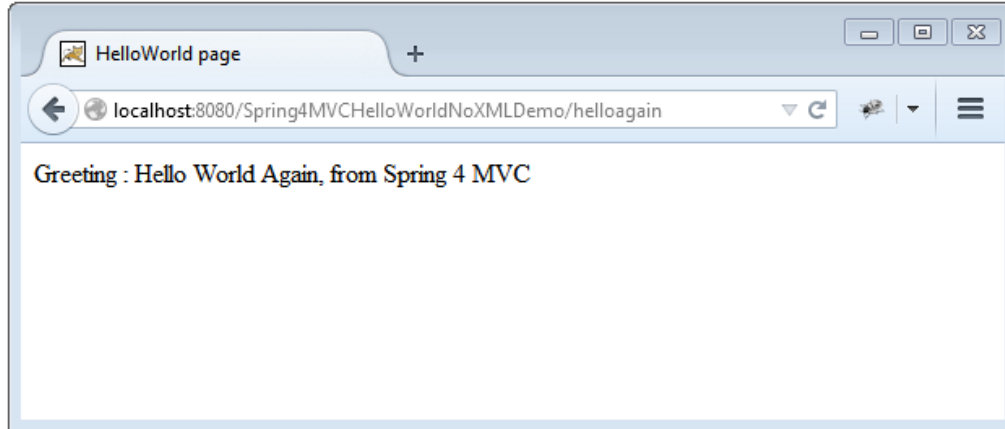 HelloWorld page
localhost:8080/Spring4MVCHelloWorldNoXMLDemo/helloagain
Greeting : Hello World Again, from Spring 4 MVC